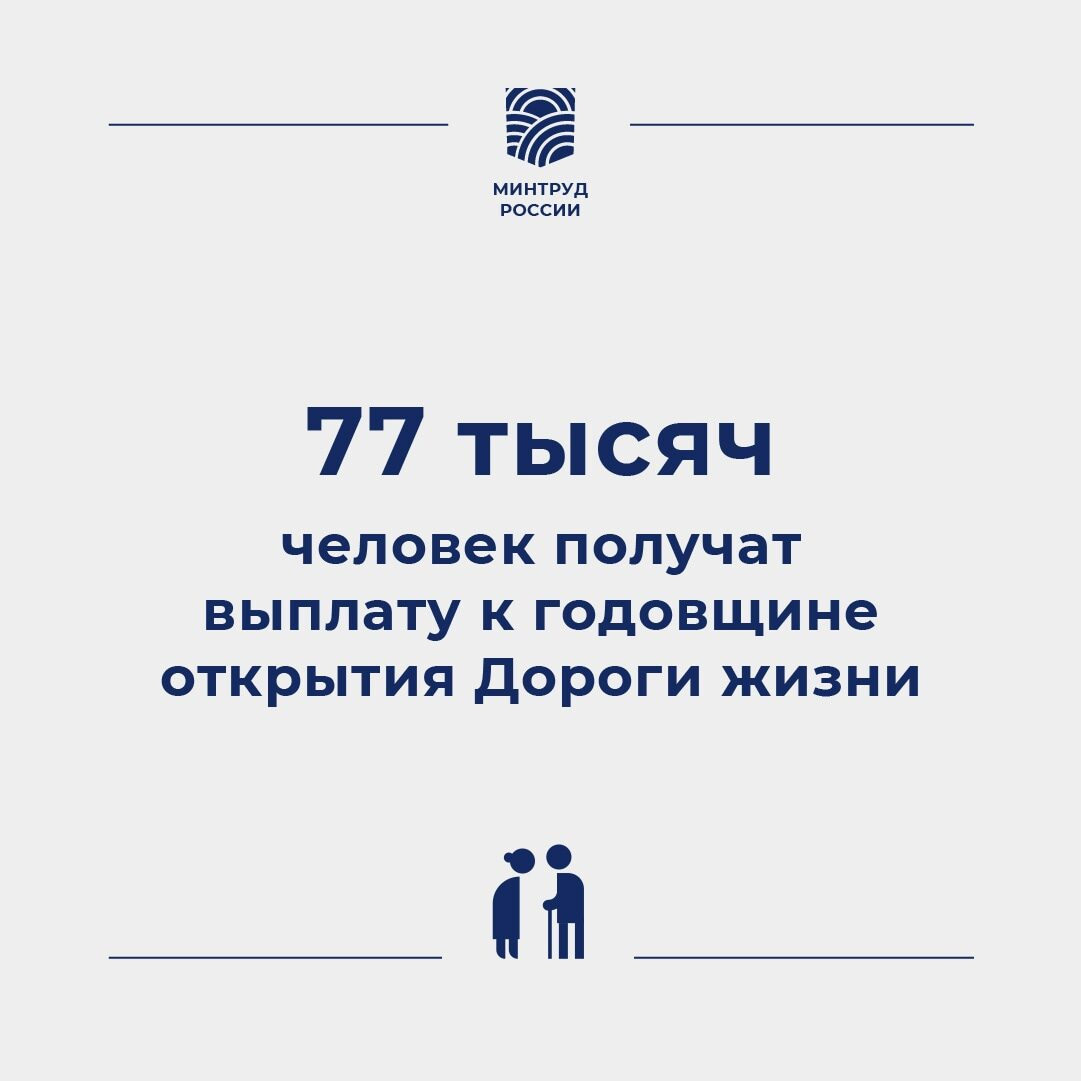 МИНТРУД
РОССИИ
77 тысяч
человек получат
выплату к годовщине
открытия Дороги жизни